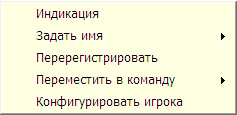 Индикация
Задать имя
Перерегистрировать
Переместить в команду
Конфигурировать игрока